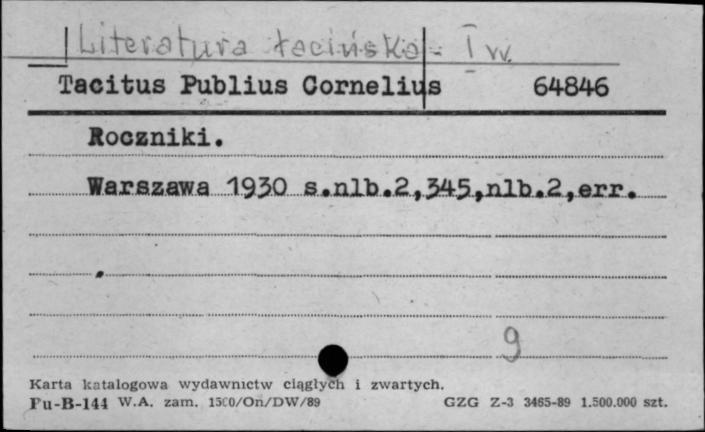 Literatura łacińska - I w.
Tacitus Publius Cornelius 64846
Roczniki.
Warszawa 1930 s.nlb.2,345,nlb.2,err.
9
Karta katalogowa wydawnictw ciągłych i zwartych.
Pu-B-144 W.A. zam. 1500/On/DW/89 GZG Z-3 3465-89 1.500.000 szt.